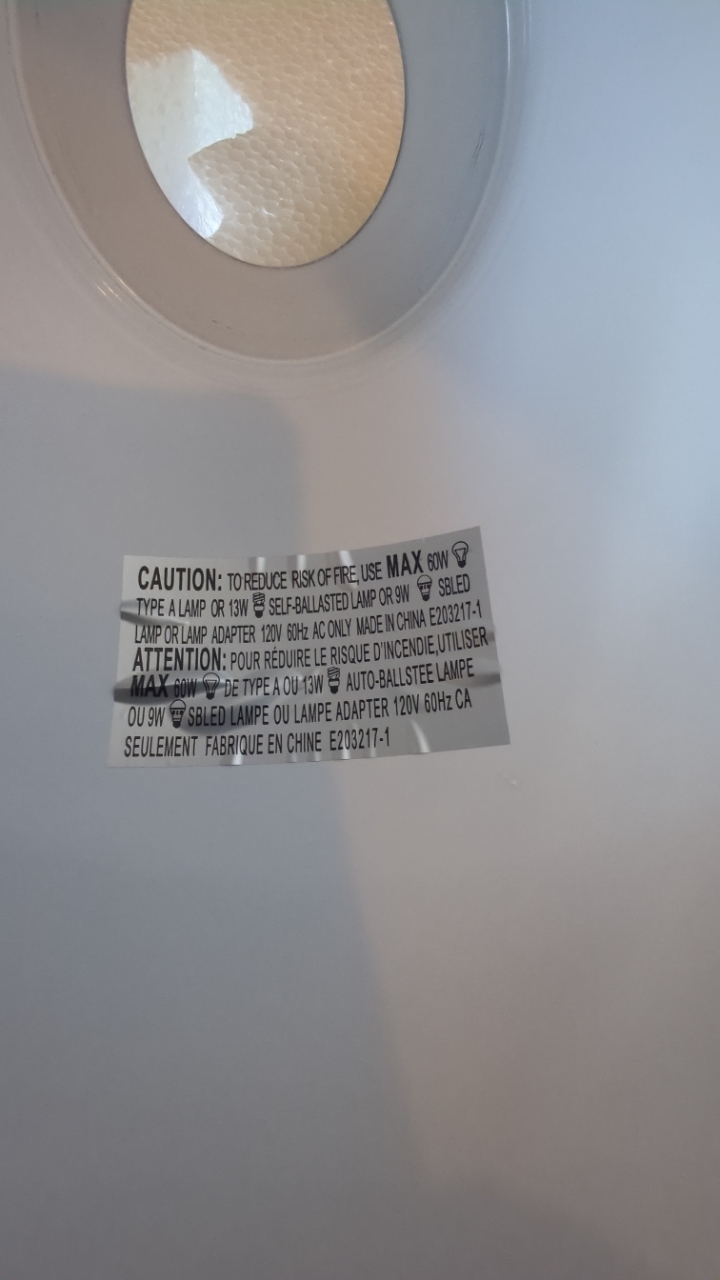 CAUTION: TO REDUCE RISK OF FIRE, USE MAX 60W
TYPE A LAMP OR 13W SELF-BALLASTED LAMP OR 9W SBLED
LAMP OR LAMP ADAPTER 120V 60Hz AC ONLY MADE IN CHINA E203217-1
ATTENTION: POUR RÉDUIRE LE RISQUE D'INCENDIE,UTILISER
MAX 60W DE TYPE A OU 13W AUTO-BALLSTEE LAMPE
OU 9W SBLED LAMPE OU LAMPE ADAPTER 120V 60Hz CA
SEULEMENT FABRIQUE EN CHINE E203217-1